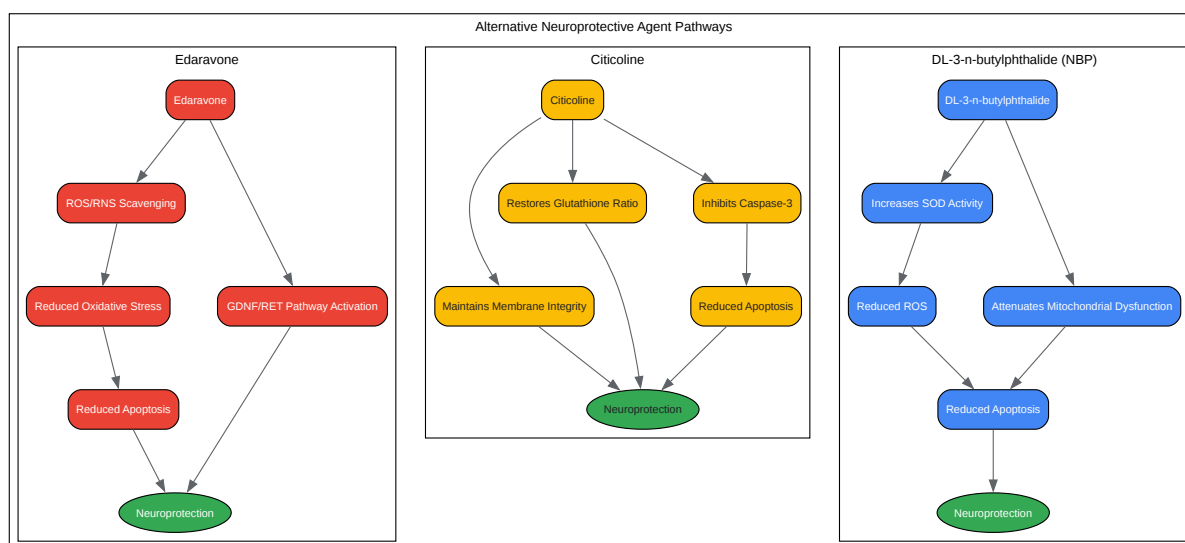 Alternative Neuroprotective Agent Pathways
Edaravone
Edaravone
ROS/RNS Scavenging
Reduced Oxidative Stress
GDNF/RET Pathway Activation
Reduced Apoptosis
Neuroprotection
Citicoline
Citicoline
Restores Glutathione Ratio
Inhibits Caspase-3
Maintains Membrane Integrity
Reduced Apoptosis
Neuroprotection
DL-3-n-butylphthalide (NBP)
DL-3-n-butylphthalide
Increases SOD Activity
Reduced ROS
Attenuates Mitochondrial Dysfunction
Reduced Apoptosis
Neuroprotection